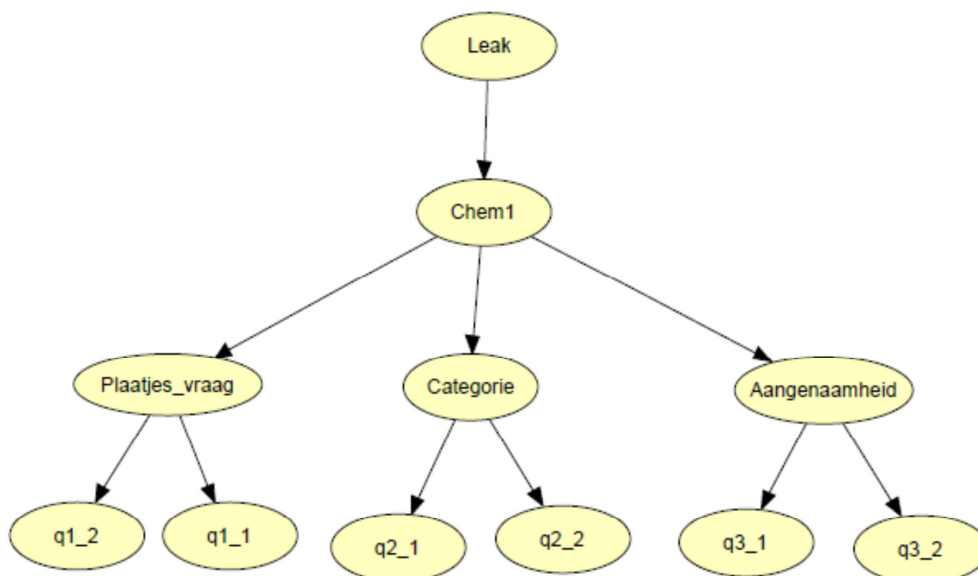 Leak
Chem1
Plaatjes_vraag
Categorie
Aangenaamheid
q1_2
q1_1
q2_1
q2_2
q3_1
q3_2